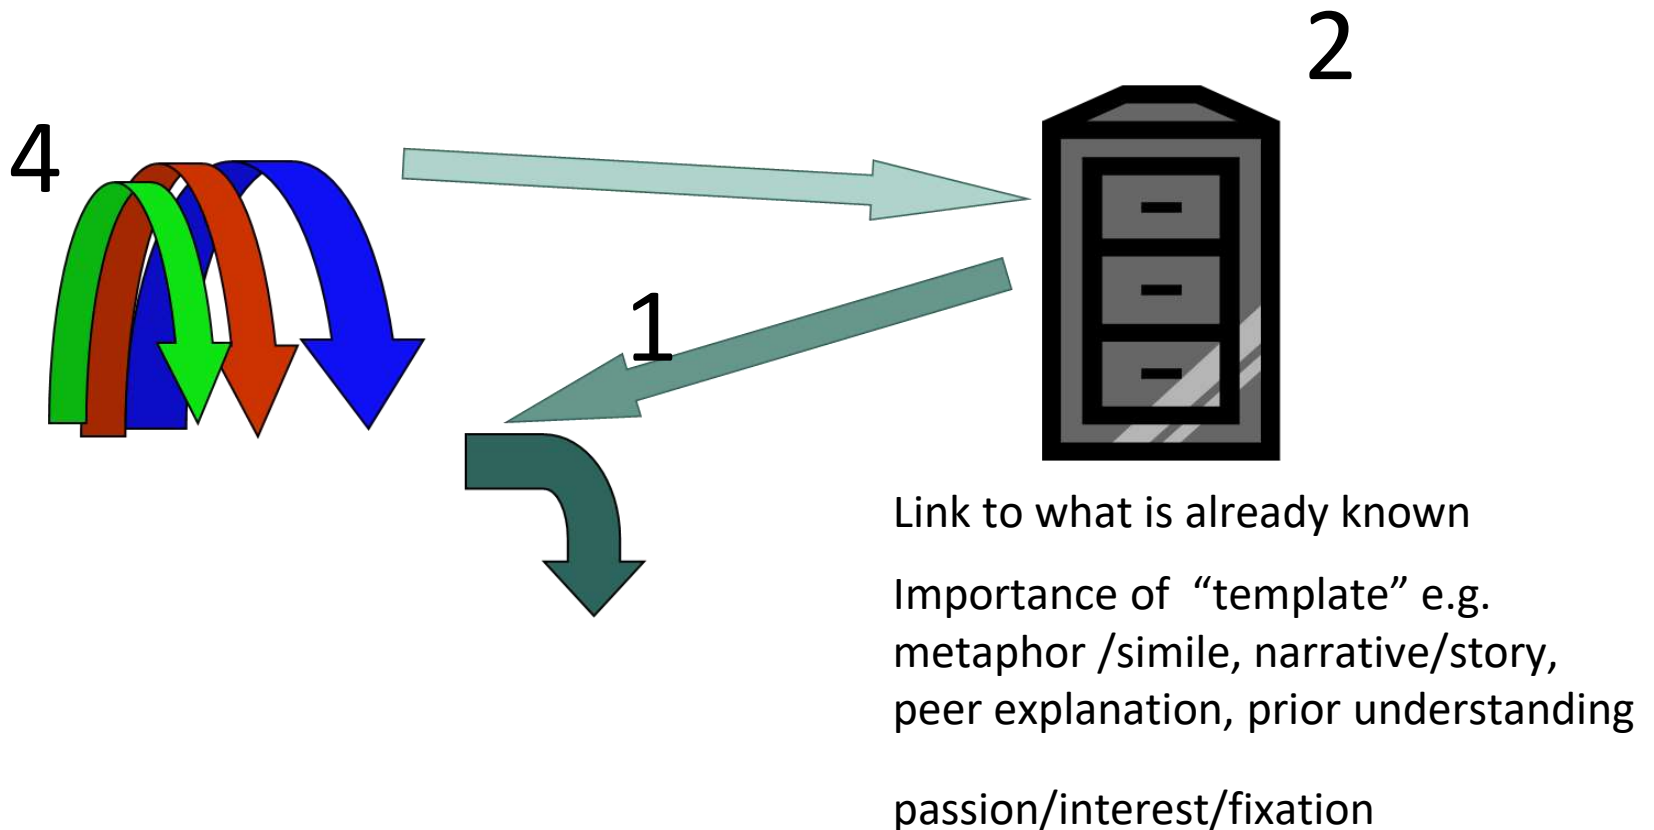 2
4
1
Link to what is already known
Importance of “template” e.g.
metaphor /simile, narrative/story,
peer explanation, prior understanding
passion/interest/fixation